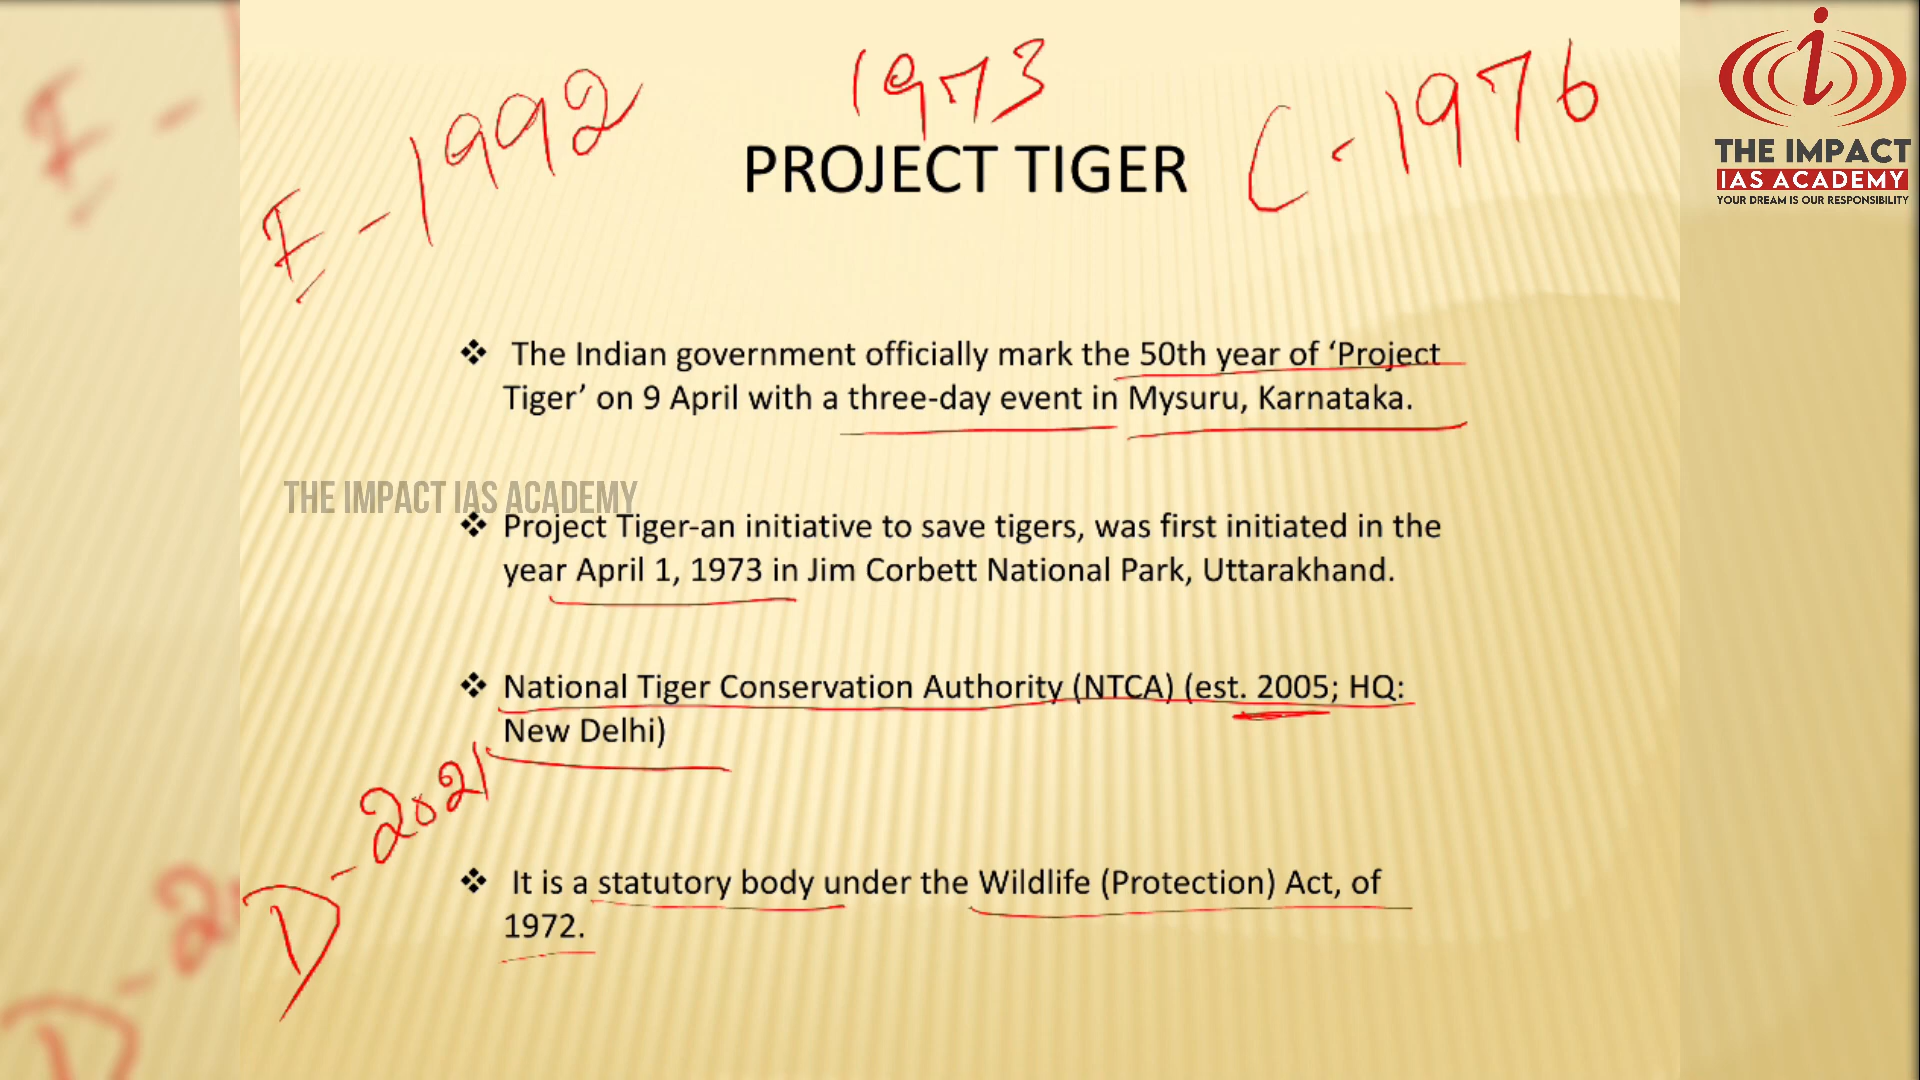 1973
E-1992
C-1976
PROJECT TIGER
THE IMPACT
IAS ACADEMY
YOUR DREAM IS OUR RESPONSIBILITY
❖ The Indian government officially mark the 50th year of ‘Project
Tiger’ on 9 April with a three-day event in Mysuru, Karnataka.
THE IMPACT IAS ACADEMY
❖ Project Tiger-an initiative to save tigers, was first initiated in the
year April 1, 1973 in Jim Corbett National Park, Uttarakhand.
❖ National Tiger Conservation Authority (NTCA) (est. 2005; HQ:
New Delhi)
D-2021
❖ It is a statutory body under the Wildlife (Protection) Act, of
1972.